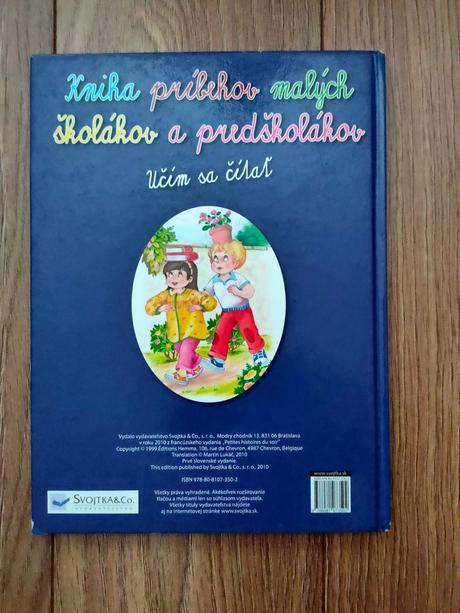 Kniha príbehov malých
školákov a predškolákov
Učím sa čítať
Vydalo vydavateľstvo Svojtka & Co., s. r. o., Modrý chodník 13, 831 06 Bratislava
v roku 2010 z francúzskeho vydania „Petites histoires du soir"
Copyright © 1999 Editions Hemma, 106, rue de Chevron, 4987 Chevron, Belgique
Translation © Martin Lukáč, 2010
Prvé slovenské vydanie.
This edition published by Svojtka & Co., s. r. o., 2010
ISBN 978-80-8107-350-2
Všetky práva vyhradené. Akékoľvek rozširovanie
tlačou a médiami len so súhlasom vydavateľa.
Všetky tituly vydavateľstva nájdete
aj na internetovej stránke www.svojtka.sk.
SVOJTKA&CO.
VYDAVATEĽSTVO
www.svojtka.sk